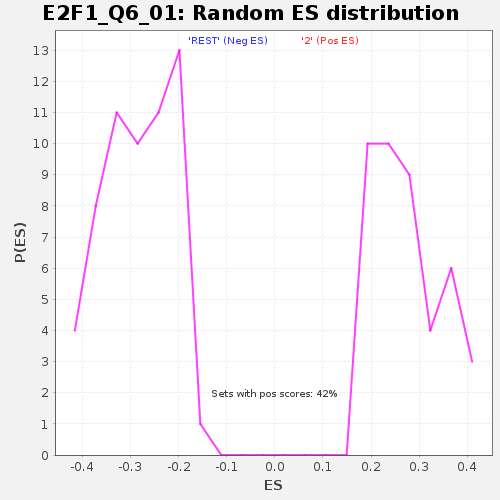 E2F1_Q6_01: Random ES distribution
'REST' (Neg ES)
'2' (Pos ES)
13
12
11
10
9
8
7
6
5
4
3
2
1
0
P(ES)
Sets with pos scores: 42%
-0.4 -0.3 -0.2 -0.1 0.0 0.1 0.2 0.3 0.4
ES